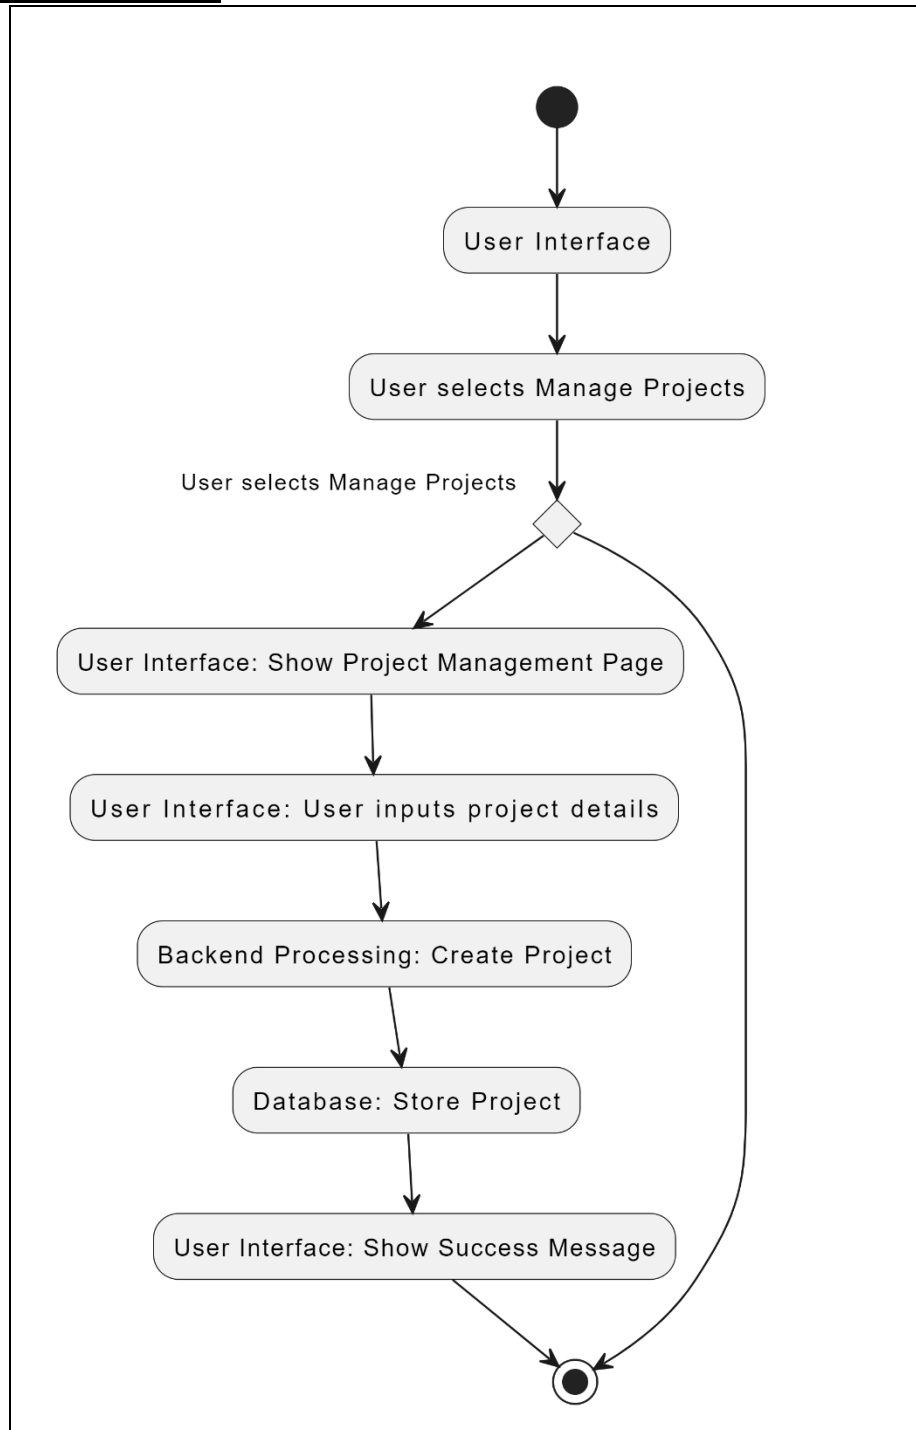 User Interface
User selects Manage Projects
User selects Manage Projects
User Interface: Show Project Management Page
User Interface: User inputs project details
Backend Processing: Create Project
Database: Store Project
User Interface: Show Success Message